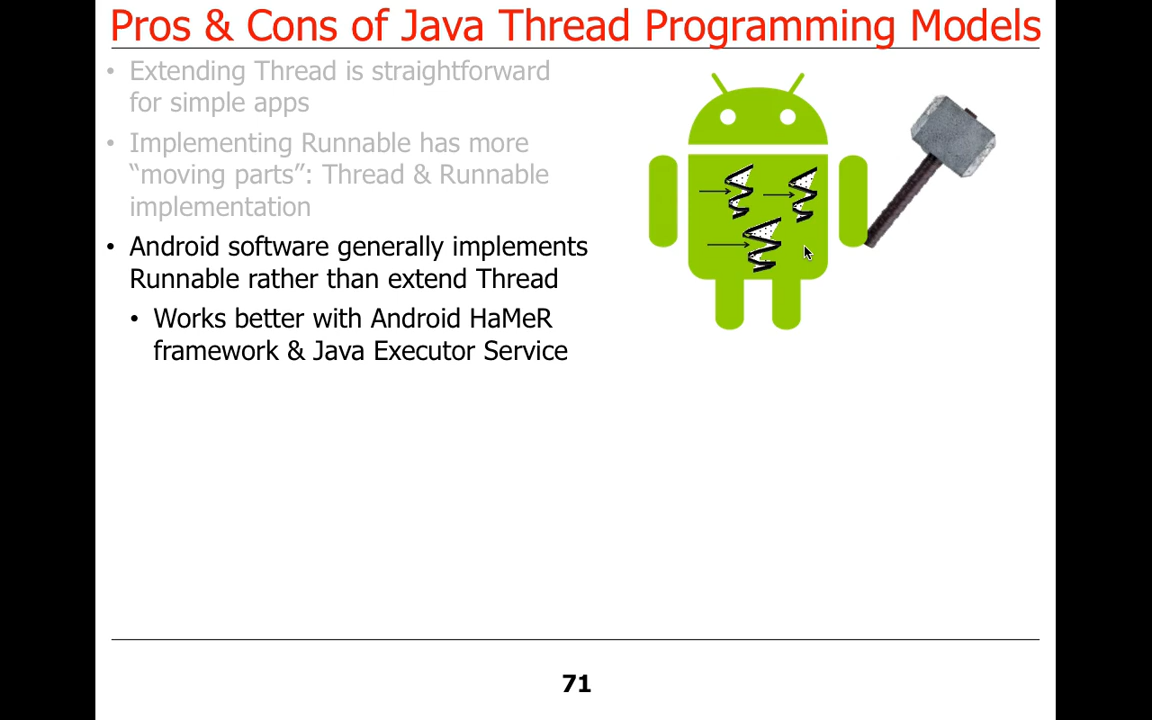 Pros & Cons of Java Thread Programming Models
• Extending Thread is straightforward
for simple apps
• Implementing Runnable has more
“moving parts”: Thread & Runnable
implementation
• Android software generally implements
Runnable rather than extend Thread
• Works better with Android HaMeR
framework & Java Executor Service
71